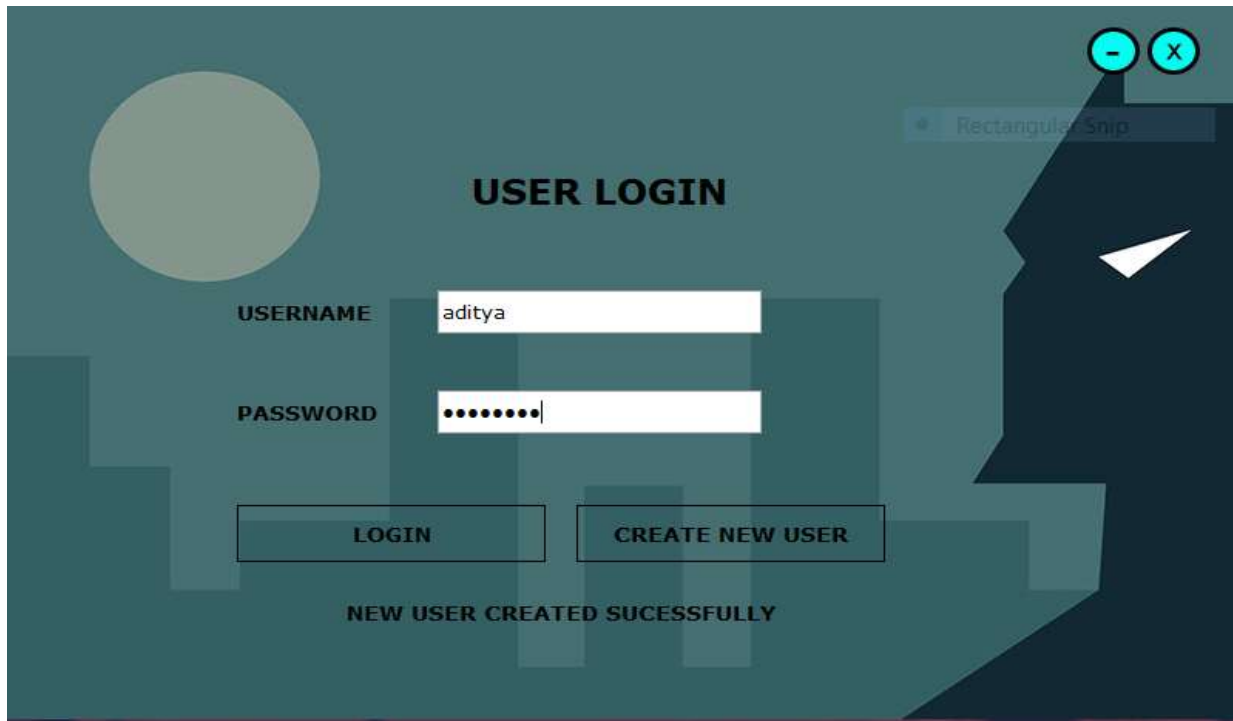 -
X
Rectangular Snip
USER LOGIN
USERNAME
aditya
PASSWORD
••••••••
LOGIN
CREATE NEW USER
NEW USER CREATED SUCESSFULLY